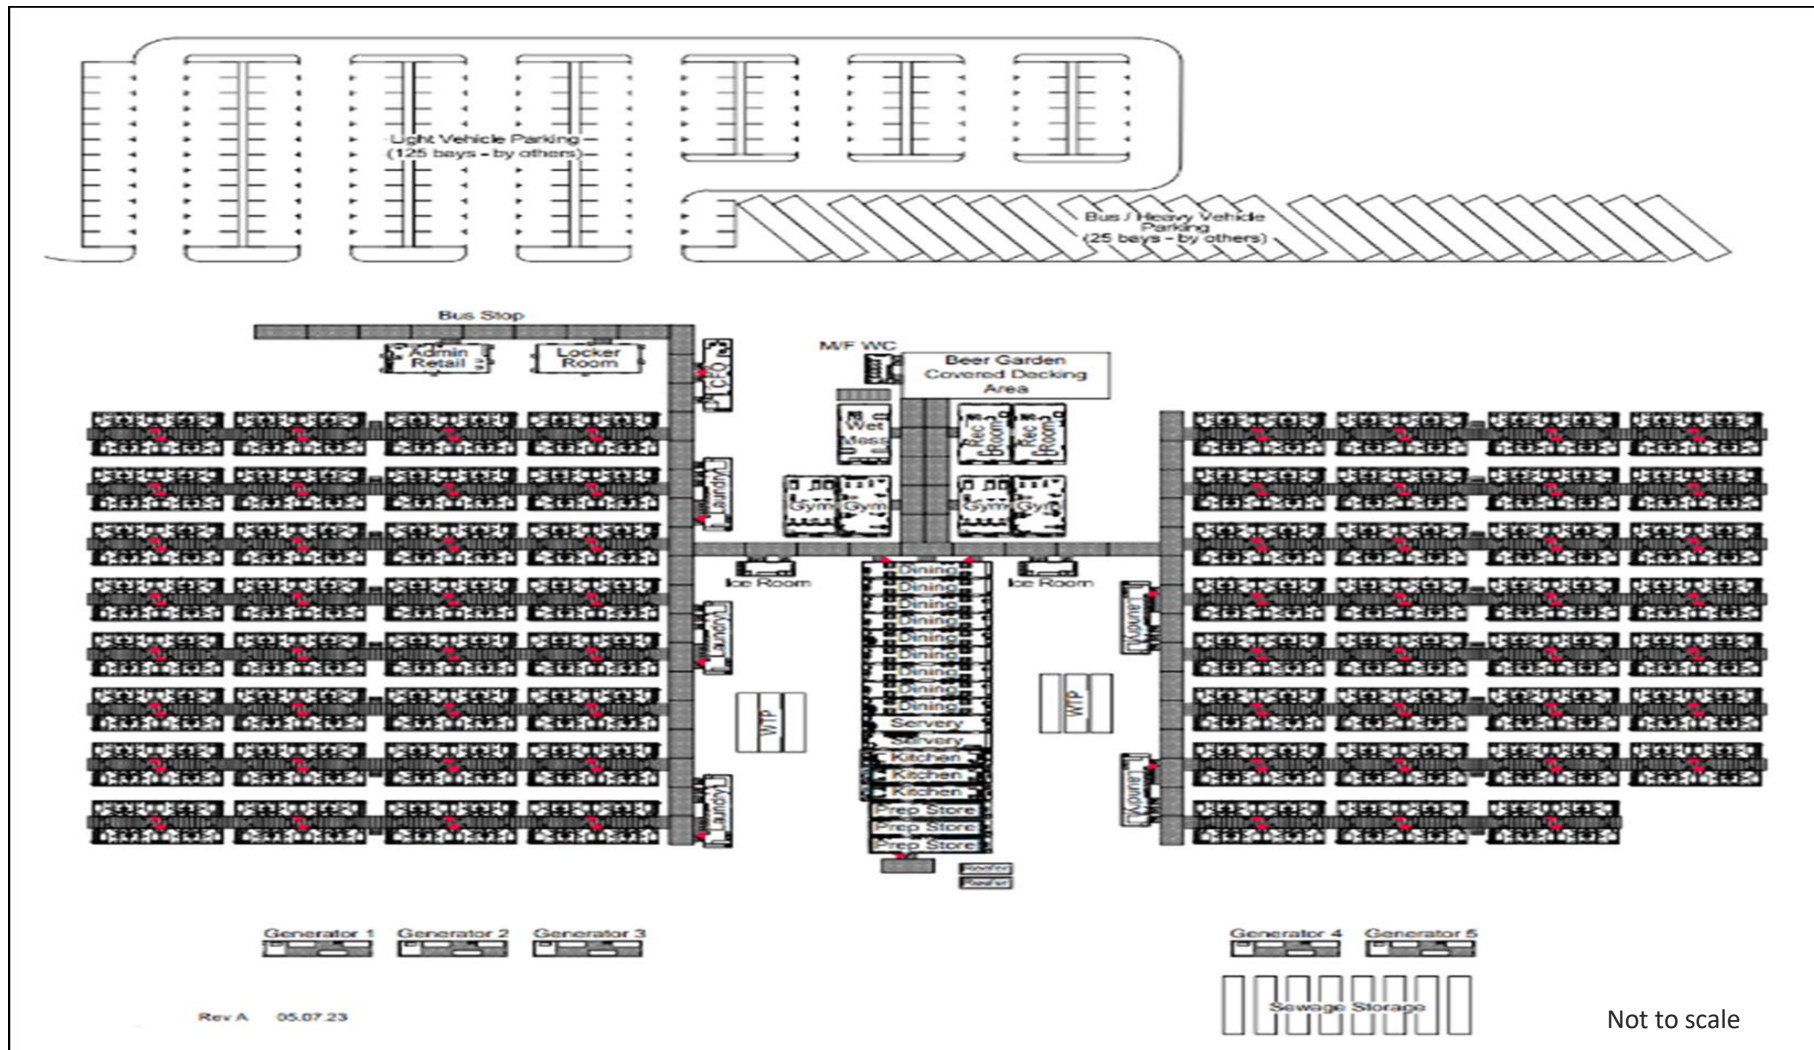 Light Vehicle Parking
(125 bays - by others)
Bus / Heavy Vehicle
Parking
(25 bays - by others)
Bus Stop
Admin
Retail
Locker
Room
CFO
M/F WC
Beer Garden
Covered Decking
Area
Wet
Mess
Rec
Room
Rec
Room
Laundry
Gym
Gym
Gym
Gym
Ice Room
Ice Room
Dining
Dining
Dining
Dining
Dining
Dining
Dining
Dining
Dining
Servery
Servery
Kitchen
Kitchen
Kitchen
Prep Store
Prep Store
Prep Store
Laundry
Laundry
WTP
WTP
Laundry
Laundry
Reefer
Reefer
Generator 1
Generator 2
Generator 3
Generator 4
Generator 5
Sewage Storage
Rev A 05.07.23
Not to scale